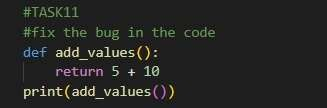 #TASK11
#fix the bug in the code
def add_values():
    return 5 + 10
print(add_values())